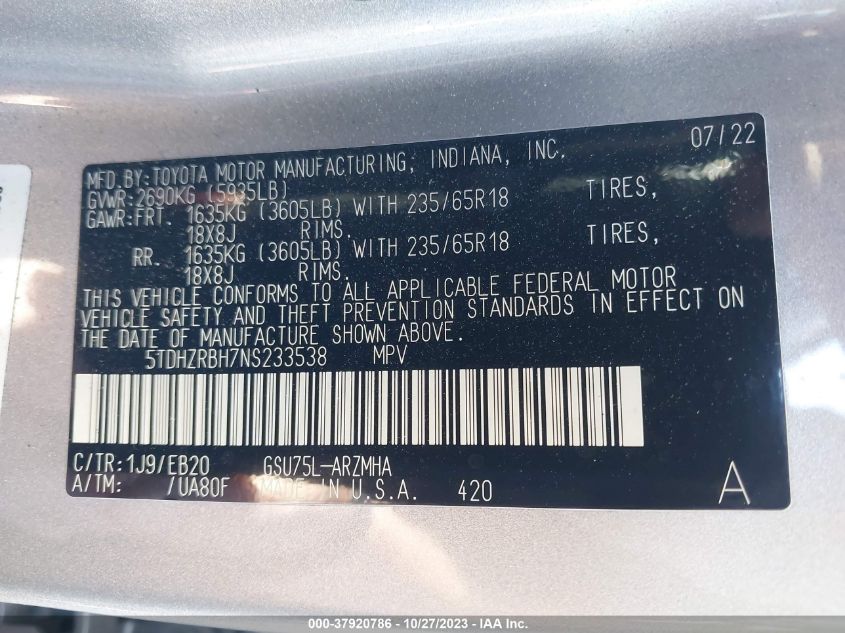 MFD.BY:TOYOTA MOTOR MANUFACTURING, INDIANA, INC. 07/22
GVWR:2690KG (5935LB)
GAWR:FRT. 1635KG (3605LB) WITH 235/65R18 TIRES,
18X8J RIMS.
RR. 1635KG (3605LB) WITH 235/65R18 TIRES,
18X8J RIMS.
THIS VEHICLE CONFORMS TO ALL APPLICABLE FEDERAL MOTOR
VEHICLE SAFETY AND THEFT PREVENTION STANDARDS IN EFFECT ON
THE DATE OF MANUFACTURE SHOWN ABOVE.
5TDHZRBH7NS233538 MPV
C/TR:1J9/EB20 GSU75L-ARZMHA
A/TM: /UA80F MADE IN U.S.A. 420 A
000-37920786 - 10/27/2023 - IAA Inc.